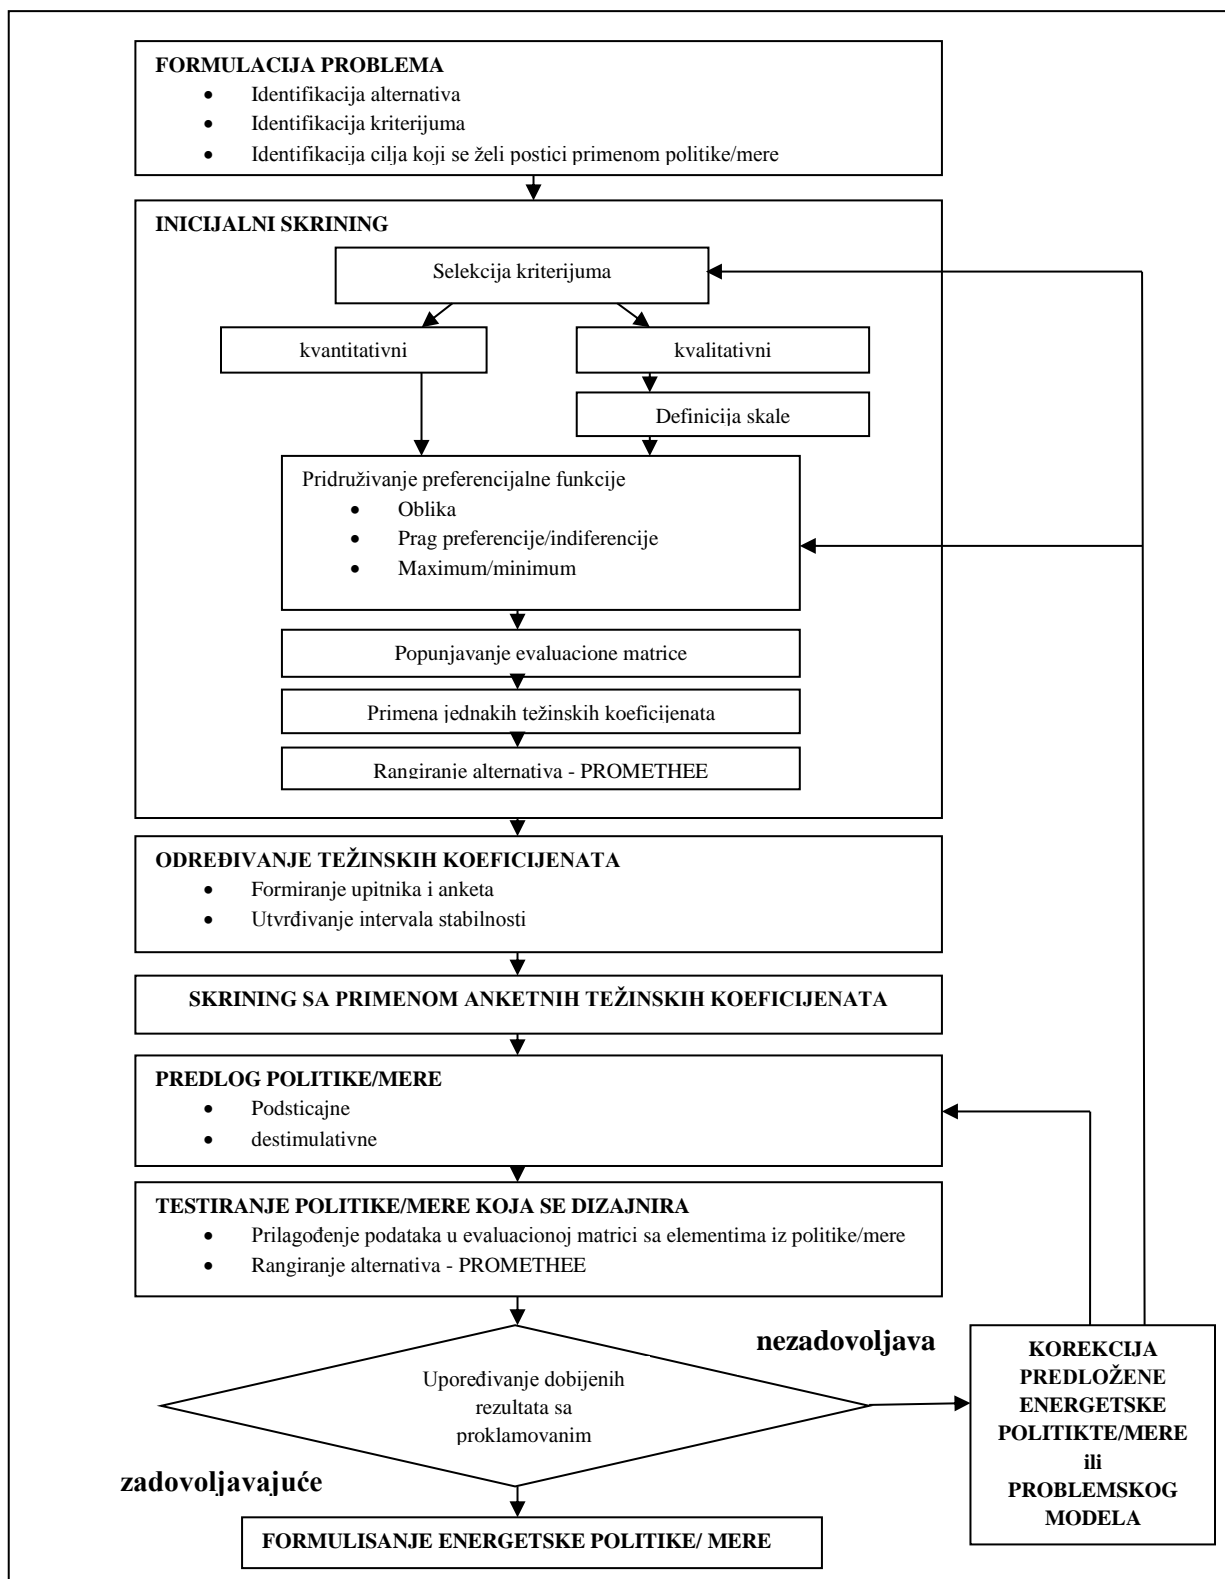 FORMULACIJA PROBLEMA
• Identifikacija alternativa
• Identifikacija kriterijuma
• Identifikacija cilja koji se želi postici primenom politike/mere
INICIJALNI SKRINING
Selekcija kriterijuma
kvantitativni
kvalitativni
Definicija skale
Pridruživanje preferencijalne funkcije
• Oblika
• Prag preferencije/indiferencije
• Maximum/minimum
Popunjavanje evaluacione matrice
Primena jednakih težinskih koeficijenata
Rangiranje alternativa - PROMETHEE
ODREĐIVANJE TEŽINSKIH KOEFICIJENATA
• Formiranje upitnika i anketa
• Utvrđivanje intervala stabilnosti
SKRINING SA PRIMENOM ANKETNIH TEŽINSKIH KOEFICIJENATA
PREDLOG POLITIKE/MERE
• Podsticajne
• destimulativne
TESTIRANJE POLITIKE/MERE KOJA SE DIZAJNIRA
• Prilagođenje podataka u evaluacionoj matrici sa elementima iz politike/mere
• Rangiranje alternativa - PROMETHEE
Upoređivanje dobijenih
rezultata sa
proklamovanim
nezadovoljava
KOREKCIJA
PREDLOŽENE
ENERGETSKE
POLITIKTE/MERE
ili
PROBLEMSKOG
MODELA
zadovoljavajuće
FORMULISANJE ENERGETSKE POLITIKE/ MERE